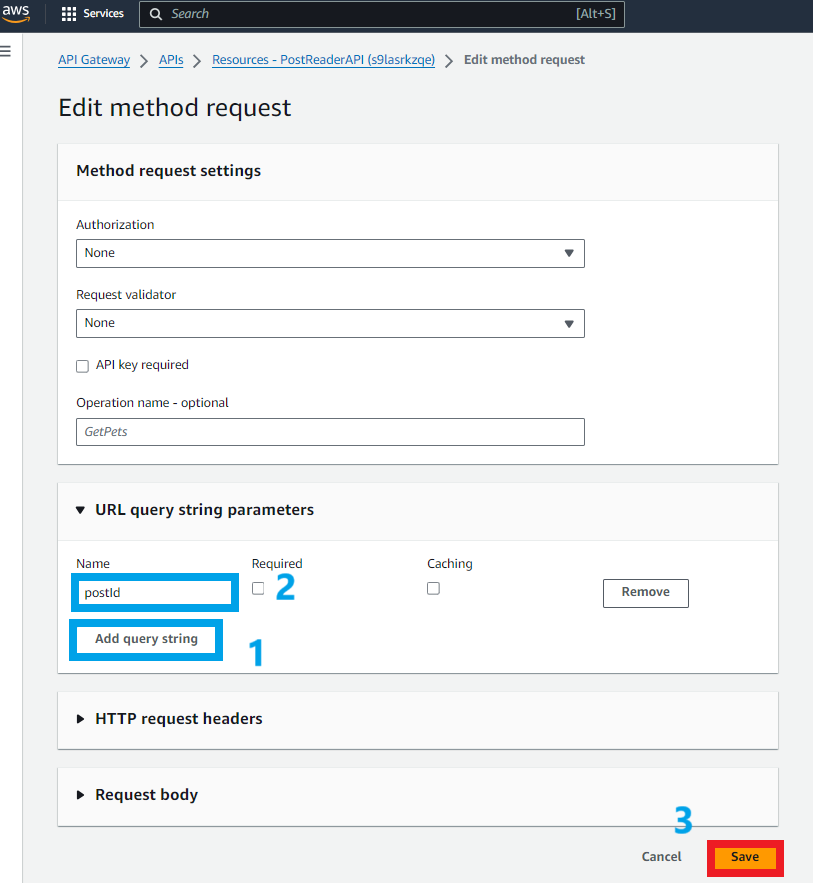 aws Services Search [Alt+S]
API Gateway > APIs > Resources - PostReaderAPI (s9lasrkzqe) > Edit method request
Edit method request
Method request settings
Authorization
None
Request validator
None
API key required
Operation name - optional
GetPets
URL query string parameters
Name Required Caching
postId 2 Remove
Add query string 1
HTTP request headers
Request body
3
Cancel Save